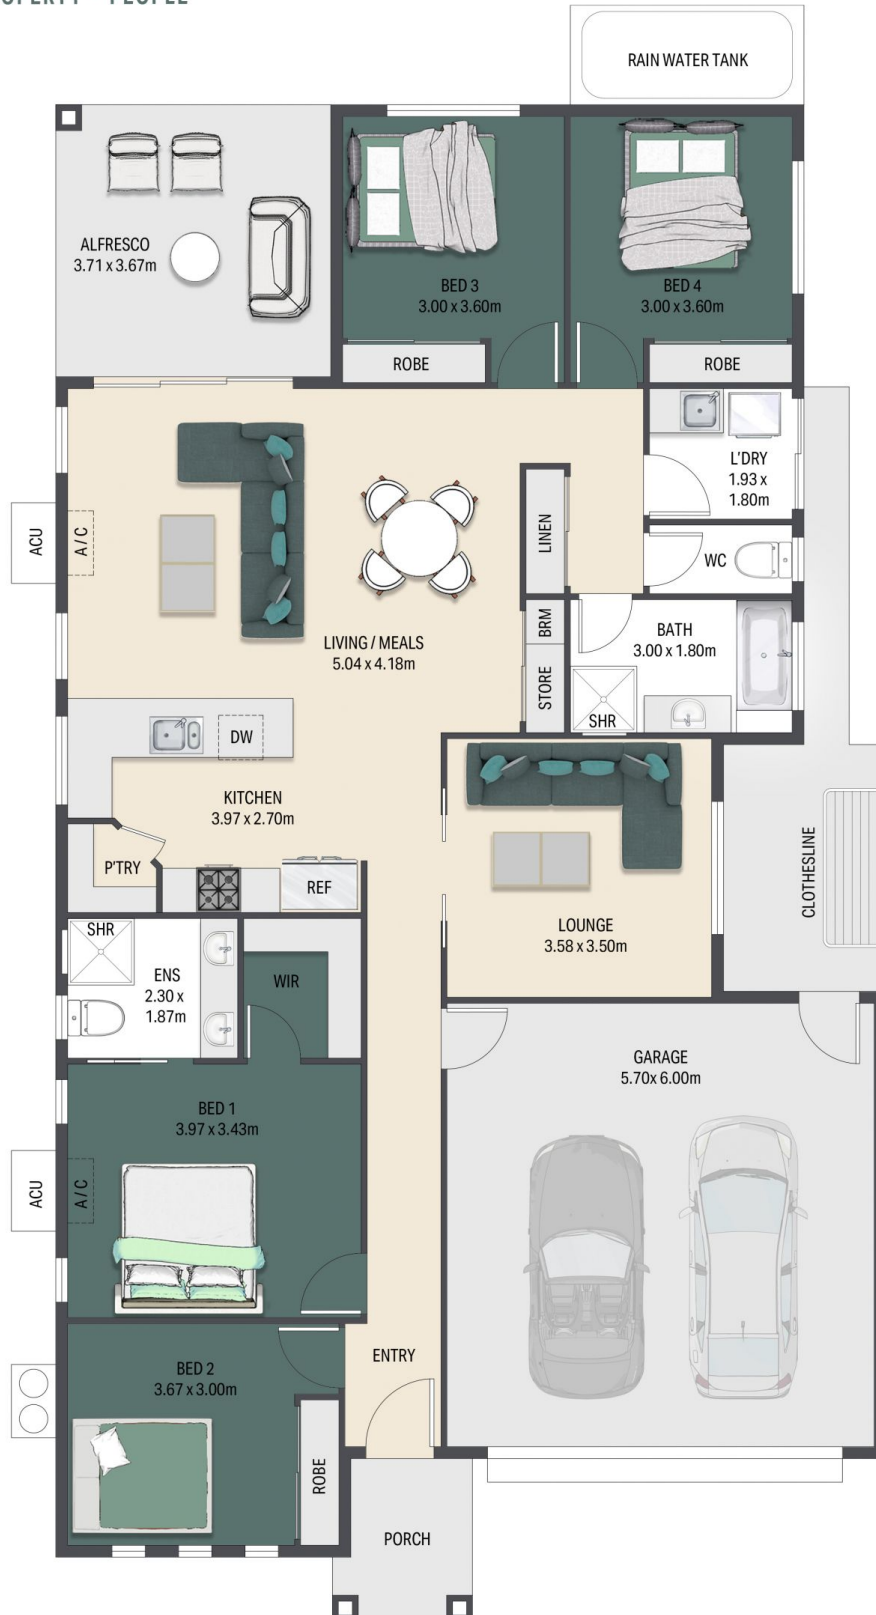 PEOPLE
RAIN WATER TANK
ALFRESCO
3.71 x 3.67m
BED 3
3.00 x 3.60m
BED 4
3.00 x 3.60m
ROBE
ROBE
L'DRY
1.93 x
1.80m
ACU
A/C
LINEN
WC
LIVING / MEALS
5.04 x 4.18m
BRM
STORE
BATH
3.00 x 1.80m
SHR
DW
KITCHEN
3.97 x 2.70m
P'TRY
REF
LOUNGE
3.58 x 3.50m
CLOTHESLINE
SHR
ENS
2.30 x
1.87m
WIR
GARAGE
5.70x 6.00m
BED 1
3.97 x 3.43m
ACU
A/C
ENTRY
BED 2
3.67 x 3.00m
ROBE
PORCH